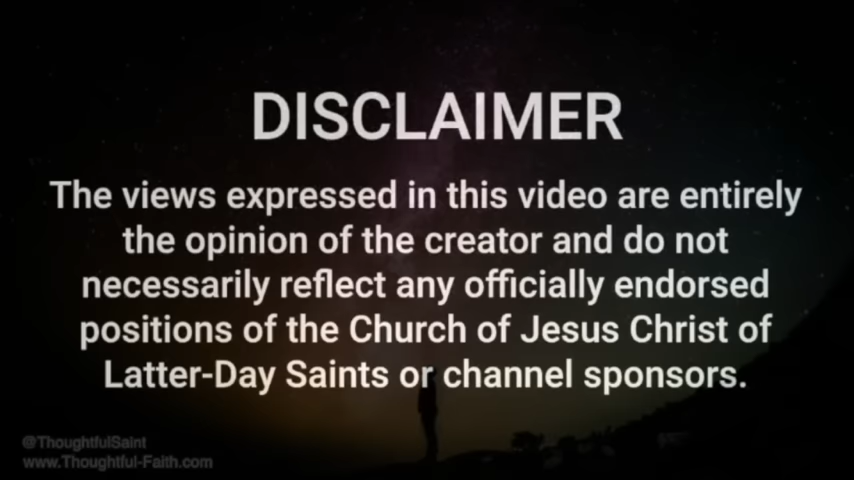 DISCLAIMER
The views expressed in this video are entirely
the opinion of the creator and do not
necessarily reflect any officially endorsed
positions of the Church of Jesus Christ of
Latter-Day Saints or channel sponsors.
@ThoughtfulSaint
www.Thoughtful-Faith.com